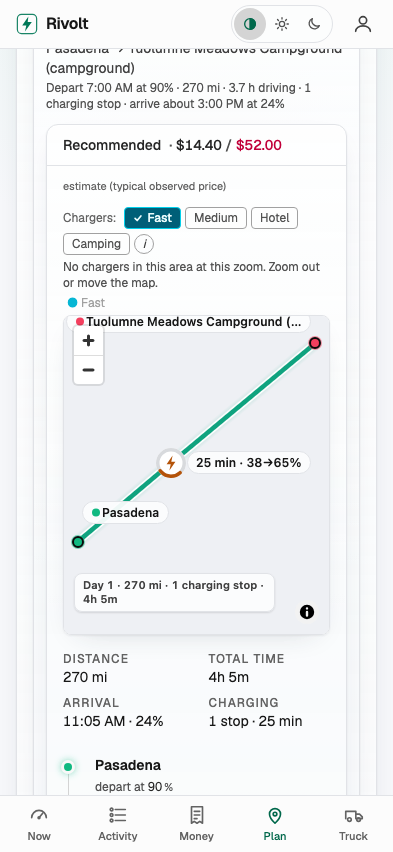 Rivolt
Pasadena → Tuolumne Meadows Campground
(campground)
Depart 7:00 AM at 90% · 270 mi · 3.7 h driving · 1
charging stop · arrive about 3:00 PM at 24%
Recommended · $14.40 / $52.00
estimate (typical observed price)
Chargers: Fast Medium Hotel
Camping i
No chargers in this area at this zoom. Zoom out
or move the map.
Fast
Tuolumne Meadows Campground (...
+
−
25 min · 38→65%
Pasadena
Day 1 · 270 mi · 1 charging stop ·
4h 5m
DISTANCE TOTAL TIME
270 mi 4h 5m
ARRIVAL CHARGING
11:05 AM · 24% 1 stop · 25 min
Pasadena
depart at 90%
Now Activity Money Plan Truck